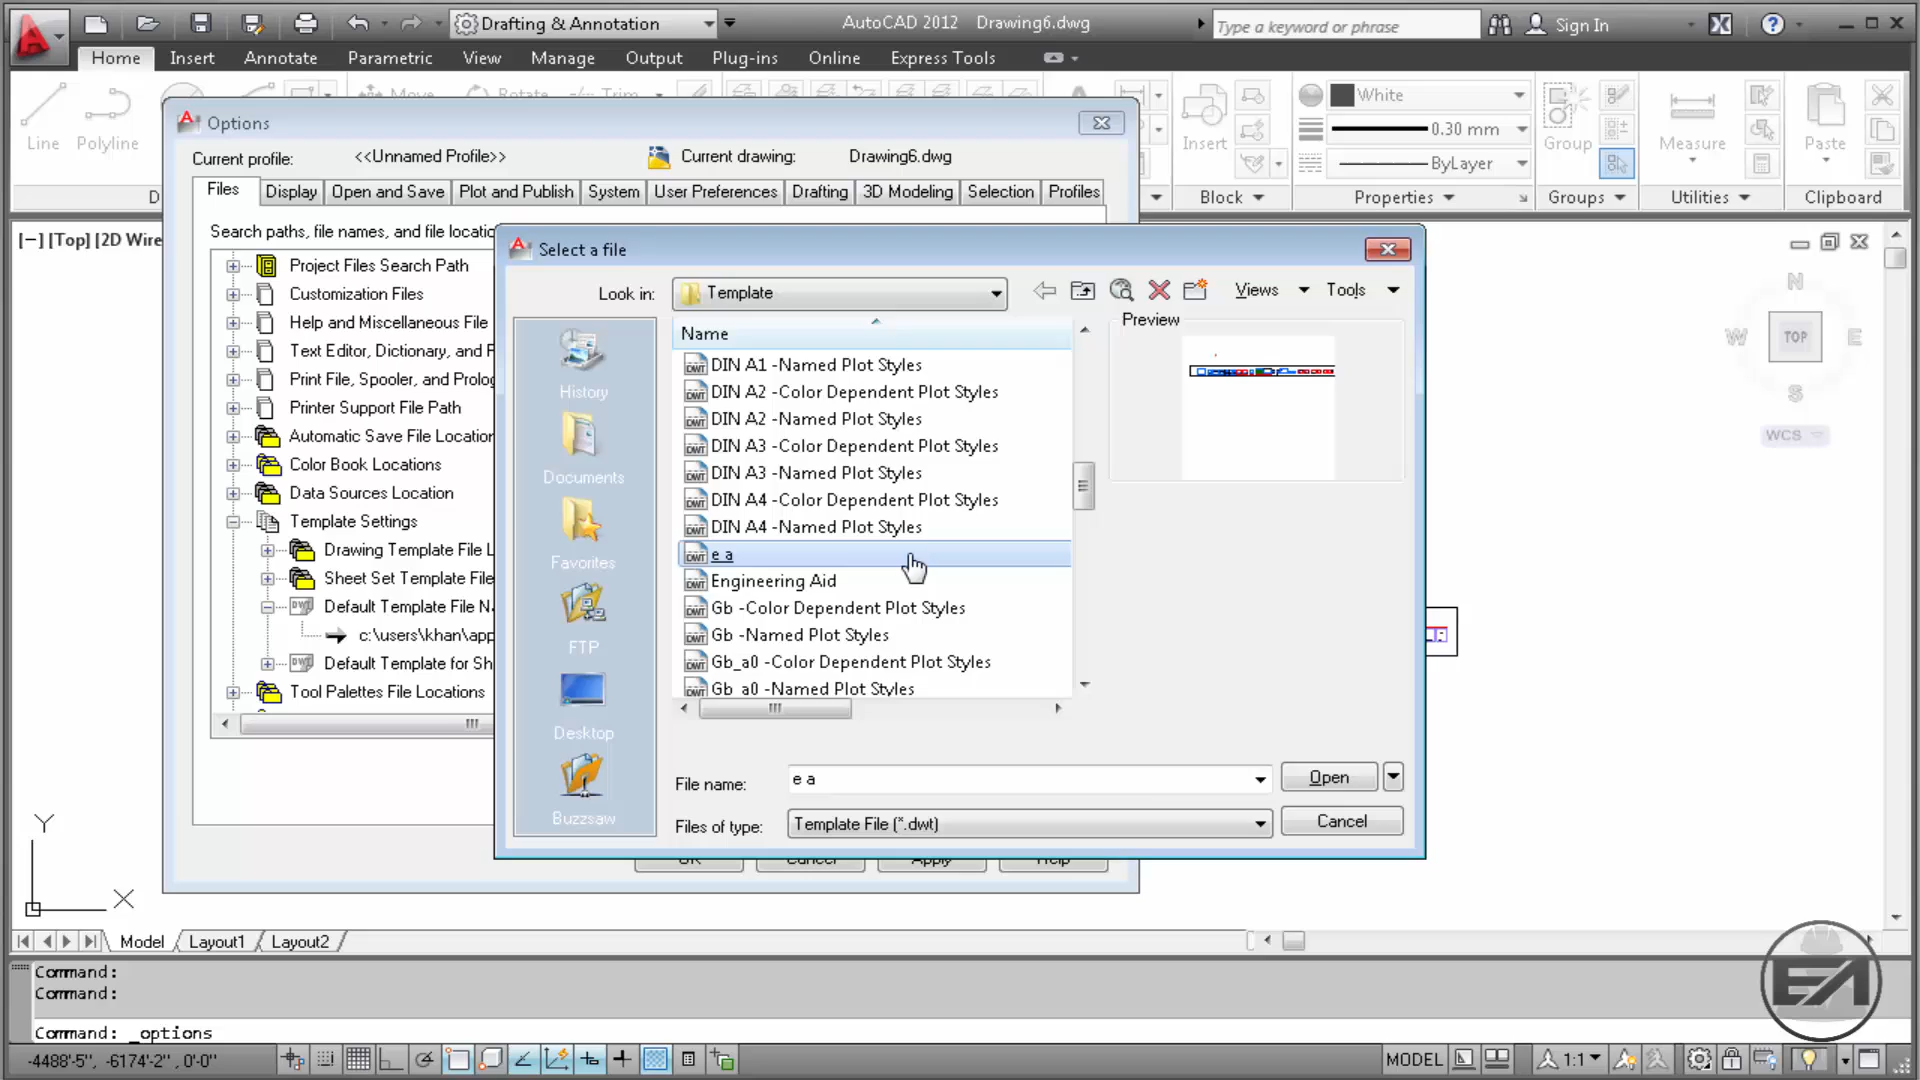 Drafting & Annotation
AutoCAD 2012 Drawing6.dwg
Type a keyword or phrase
Sign In
Home Insert Annotate Parametric View Manage Output Plug-ins Online Express Tools
Line Polyline
Move Rotate Trim
Insert
White
0.30 mm
ByLayer
Group
Measure
Paste
Block Properties Groups Utilities Clipboard
Options
Current profile: <<Unnamed Profile>> Current drawing: Drawing6.dwg
Files Display Open and Save Plot and Publish System User Preferences Drafting 3D Modeling Selection Profiles
Search paths, file names, and file locatio
Project Files Search Path
Customization Files
Help and Miscellaneous File
Text Editor, Dictionary, and F
Print File, Spooler, and Prolog
Printer Support File Path
Automatic Save File Location
Color Book Locations
Data Sources Location
Template Settings
Drawing Template File L
Sheet Set Template File
Default Template File N
c:\users\khan\app
Default Template for Sh
Tool Palettes File Locations
OK Cancel Apply Help
Select a file
Look in: Template
Views Tools
History
Documents
Favorites
FTP
Desktop
Buzzsaw
Name
DIN A1 -Named Plot Styles
DIN A2 -Color Dependent Plot Styles
DIN A2 -Named Plot Styles
DIN A3 -Color Dependent Plot Styles
DIN A3 -Named Plot Styles
DIN A4 -Color Dependent Plot Styles
DIN A4 -Named Plot Styles
e a
Engineering Aid
Gb -Color Dependent Plot Styles
Gb -Named Plot Styles
Gb_a0 -Color Dependent Plot Styles
Gb_a0 -Named Plot Styles
Preview
File name: e a
Open
Files of type: Template File (*.dwt)
Cancel
[−] [Top] [2D Wire
N
W TOP E
S
WCS
Y
X
Model Layout1 Layout2
Command:
Command:
Command: _options
-4488'-5", -6174'-2" , 0'-0"
MODEL
1:1
EA